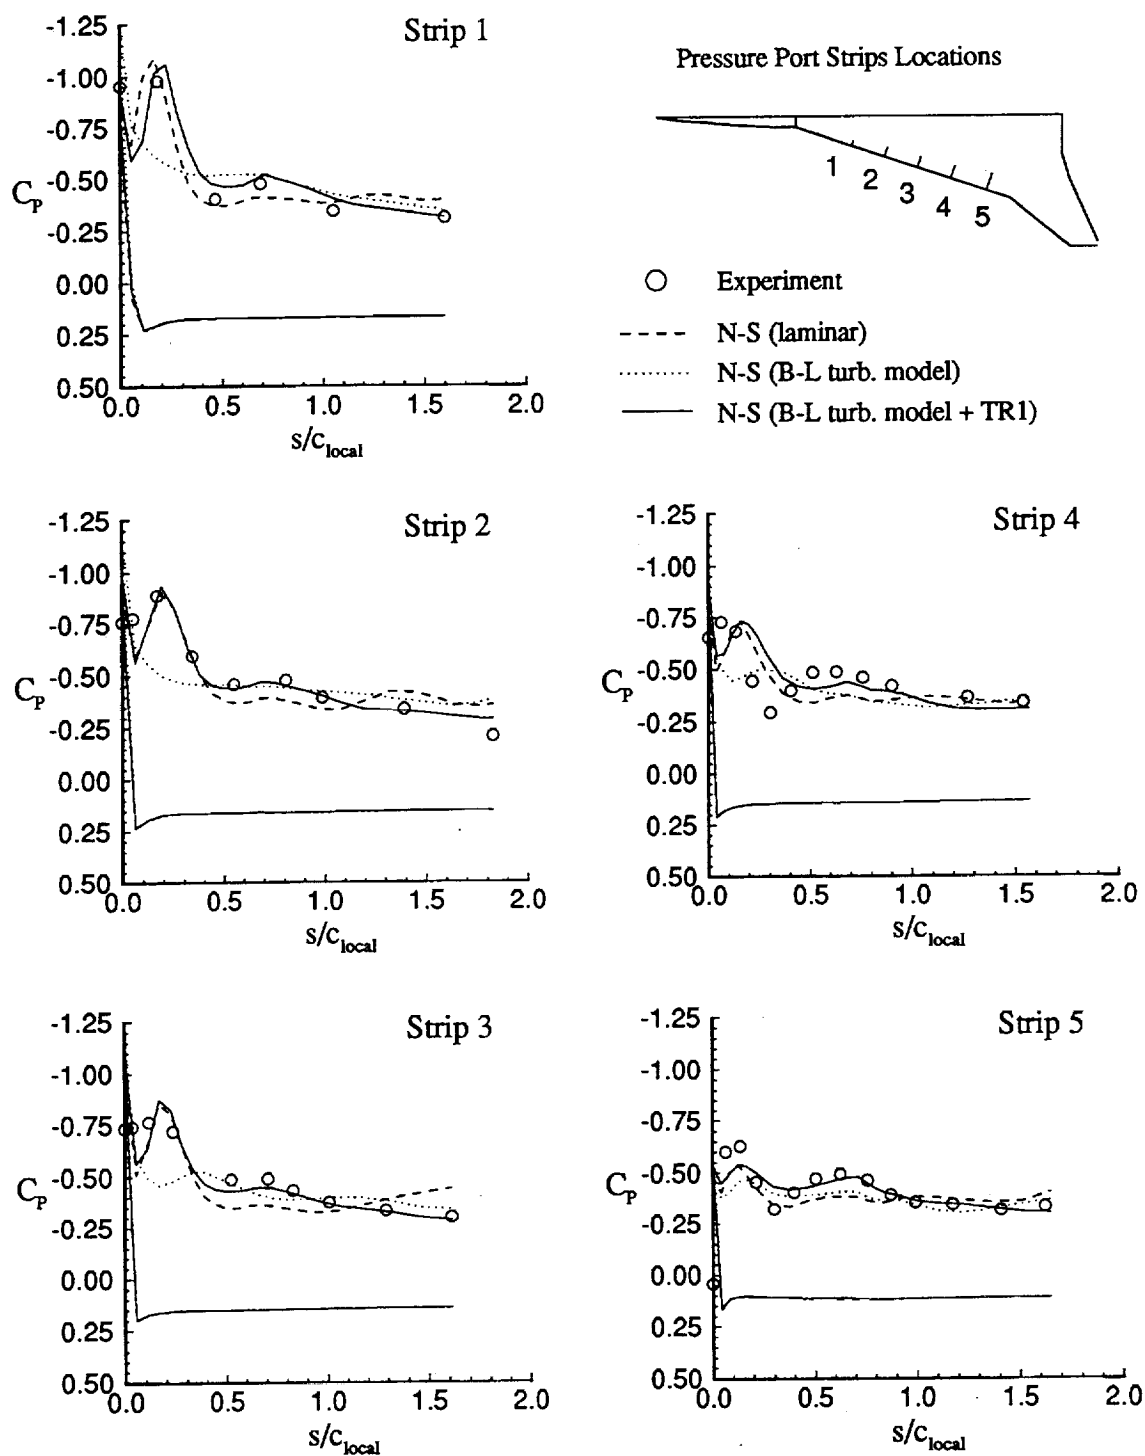 Strip 1
-1.25
-1.00
-0.75
-0.50
-0.25
0.00
0.25
0.50
C_P
0.0 0.5 1.0 1.5 2.0
s/c_local
Pressure Port Strips Locations
1 2 3 4 5
Experiment
N-S (laminar)
N-S (B-L turb. model)
N-S (B-L turb. model + TR1)
Strip 2
-1.25
-1.00
-0.75
-0.50
-0.25
0.00
0.25
0.50
C_P
0.0 0.5 1.0 1.5 2.0
s/c_local
Strip 4
-1.25
-1.00
-0.75
-0.50
-0.25
0.00
0.25
0.50
C_P
0.0 0.5 1.0 1.5 2.0
s/c_local
Strip 3
-1.25
-1.00
-0.75
-0.50
-0.25
0.00
0.25
0.50
C_P
0.0 0.5 1.0 1.5 2.0
s/c_local
Strip 5
-1.25
-1.00
-0.75
-0.50
-0.25
0.00
0.25
0.50
C_P
0.0 0.5 1.0 1.5 2.0
s/c_local